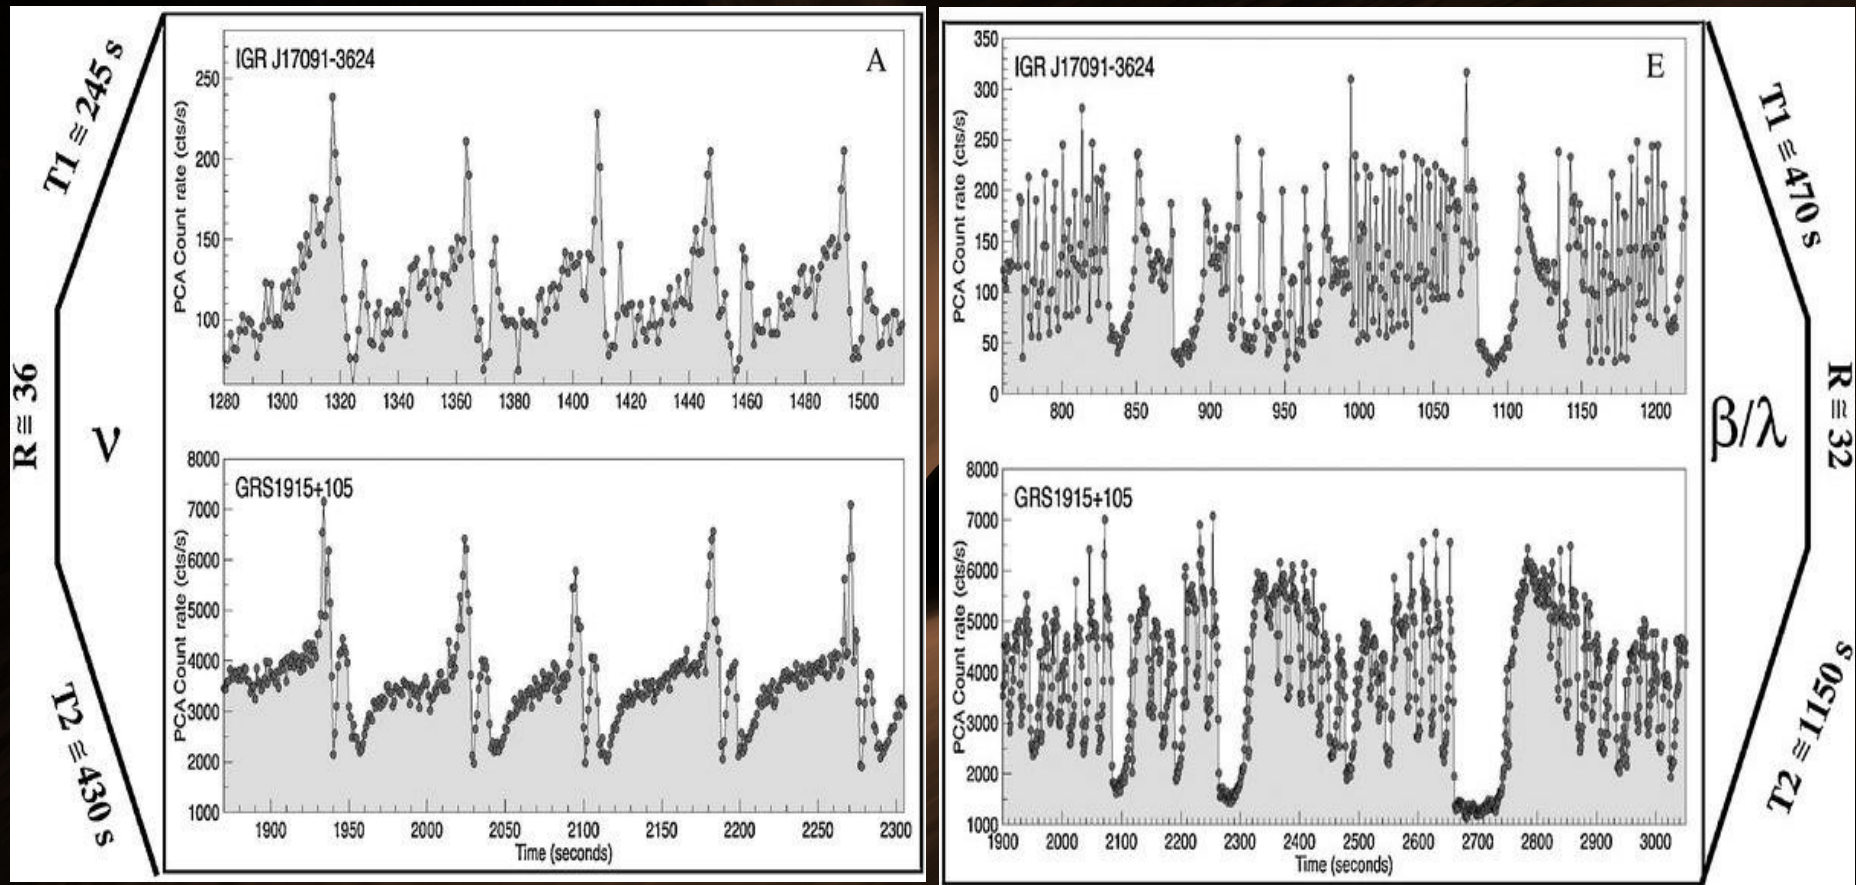 T1 ≅ 245 s
R ≅ 36
ν
T2 ≅ 430 s
IGR J17091-3624
A
PCA Count rate (cts/s)
250
200
150
100
1280 1300 1320 1340 1360 1380 1400 1420 1440 1460 1480 1500
GRS1915+105
PCA Count rate (cts/s)
8000
7000
6000
5000
4000
3000
2000
1000
1900 1950 2000 2050 2100 2150 2200 2250 2300
Time (seconds)
IGR J17091-3624
E
PCA Count rate (cts/s)
350
300
250
200
150
100
50
0
800 850 900 950 1000 1050 1100 1150 1200
GRS1915+105
PCA Count rate (cts/s)
8000
7000
6000
5000
4000
3000
2000
1000
1900 2000 2100 2200 2300 2400 2500 2600 2700 2800 2900 3000
Time (seconds)
T1 ≅ 470 s
R ≅ 32
β/λ
T2 ≅ 1150 s